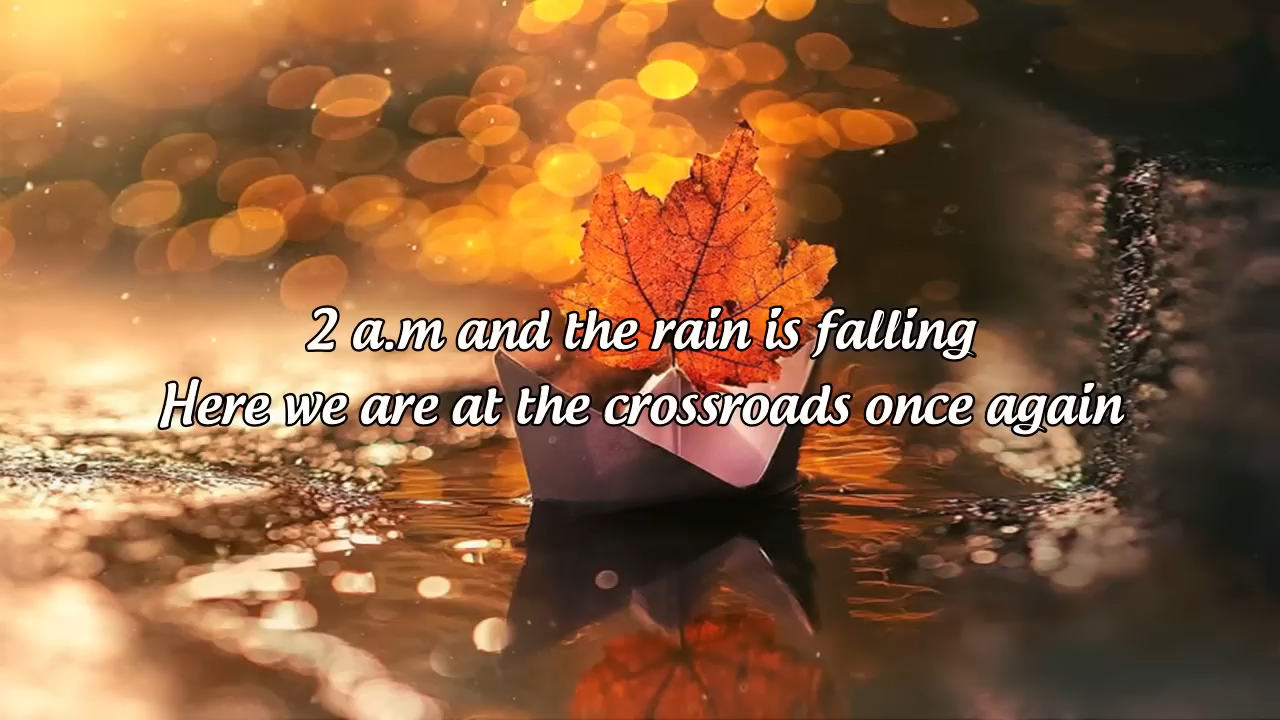 2 a.m and the rain is falling
Here we are at the crossroads once again